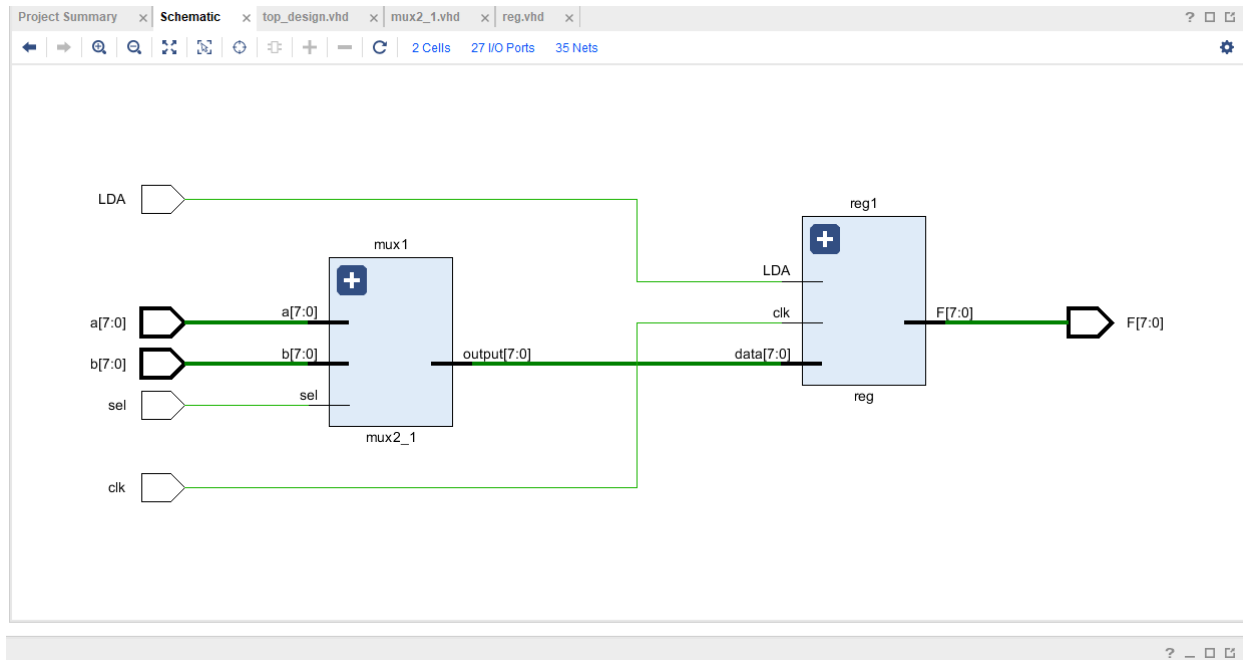 Project Summary × Schematic × top_design.vhd × mux2_1.vhd × reg.vhd × ?
2 Cells 27 I/O Ports 35 Nets
LDA
reg1
mux1
LDA
a[7:0]
clk
F[7:0]
a[7:0]
F[7:0]
b[7:0]
output[7:0]
data[7:0]
b[7:0]
sel
reg
sel
mux2_1
clk
?